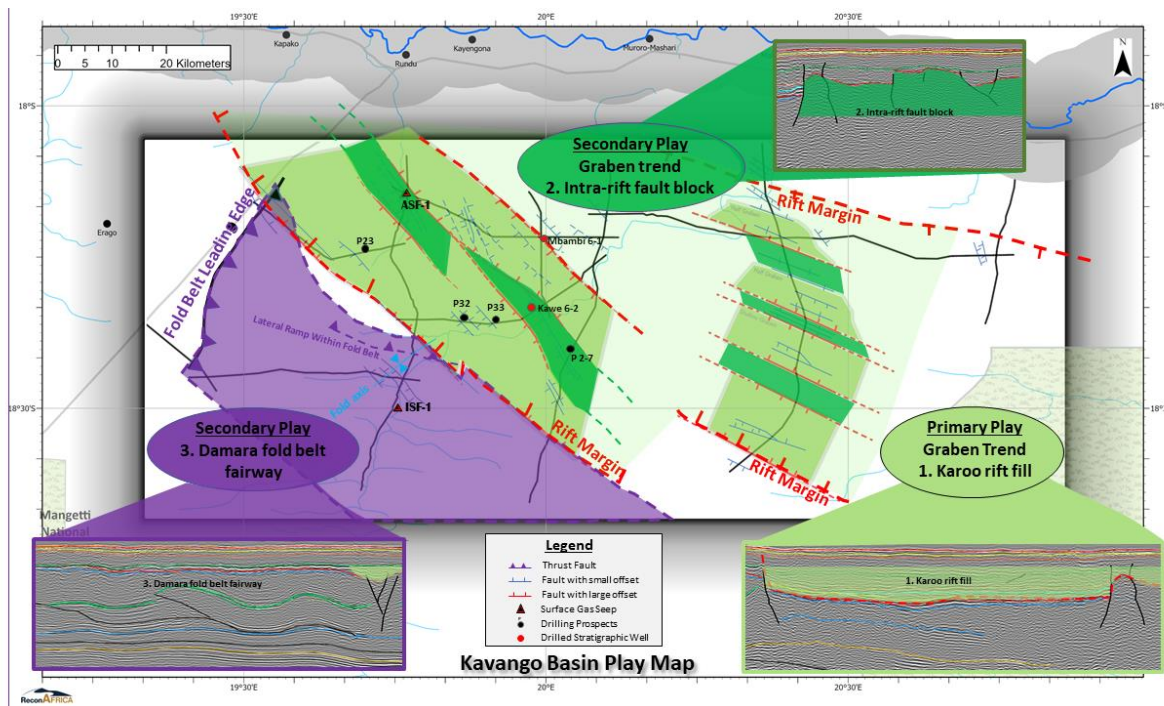 19°30'E
20°E
20°30'E
Kapako
Kayengona
Rundu
Muroro-Mashari
0 5 10 20 Kilometers
N
18°S
18°S
2. Intra-rift fault block
Secondary Play
Graben trend
2. Intra-rift fault block
Erago
Fold Belt Leading Edge
ASF-1
P23
Mbambi 6-1
Rift Margin
P32
P33
Kawe 6-2
P 2-7
Lateral Ramp Within Fold Belt
Fold axis
ISF-1
18°30'S
Rift Margin
Rift Margin
Secondary Play
3. Damara fold belt
fairway
Primary Play
Graben Trend
1. Karoo rift fill
Mangetti
National
3. Damara fold belt fairway
Legend
Thrust Fault
Fault with small offset
Fault with large offset
Surface Gas Seep
Drilling Prospects
Drilled Stratigraphic Well
1. Karoo rift fill
Kavango Basin Play Map
19°30'E
20°E
20°30'E
ReconAFRICA